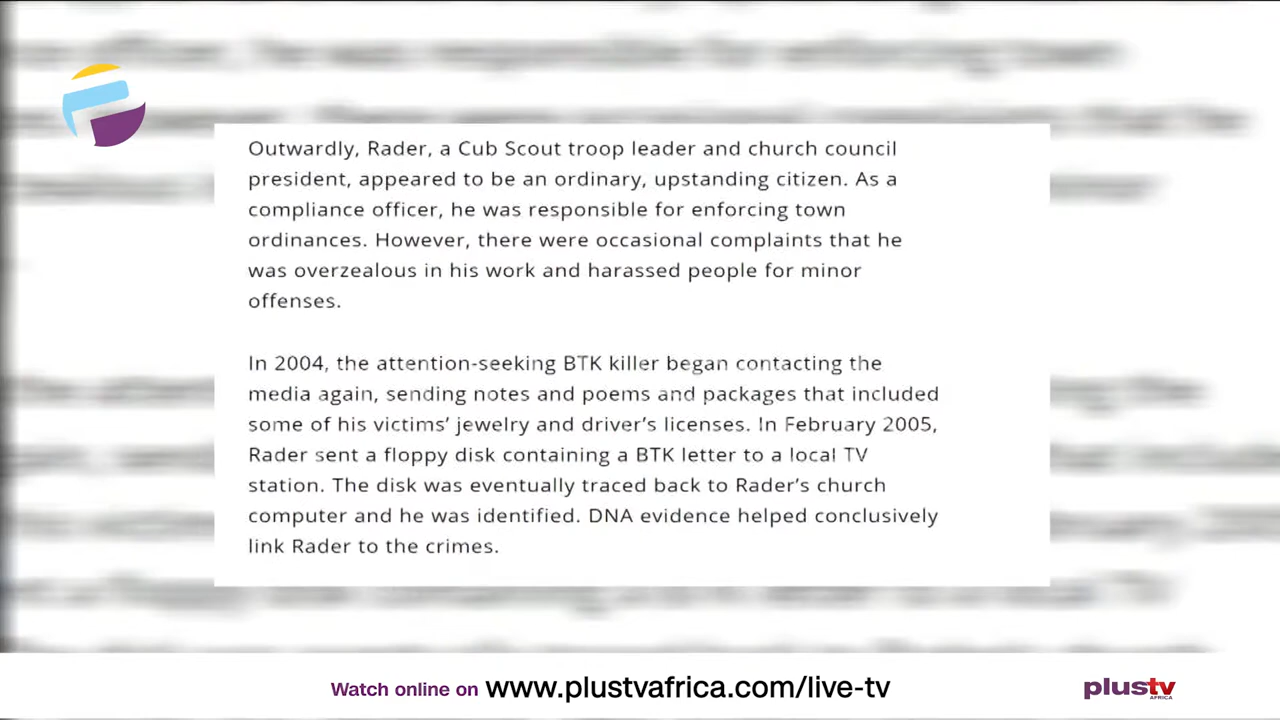 Outwardly, Rader, a Cub Scout troop leader and church council
president, appeared to be an ordinary, upstanding citizen. As a
compliance officer, he was responsible for enforcing town
ordinances. However, there were occasional complaints that he
was overzealous in his work and harassed people for minor
offenses.
In 2004, the attention-seeking BTK killer began contacting the
media again, sending notes and poems and packages that included
some of his victims’ jewelry and driver’s licenses. In February 2005,
Rader sent a floppy disk containing a BTK letter to a local TV
station. The disk was eventually traced back to Rader’s church
computer and he was identified. DNA evidence helped conclusively
link Rader to the crimes.
Watch online on www.plustvafrica.com/live-tv
plustv
AFRICA